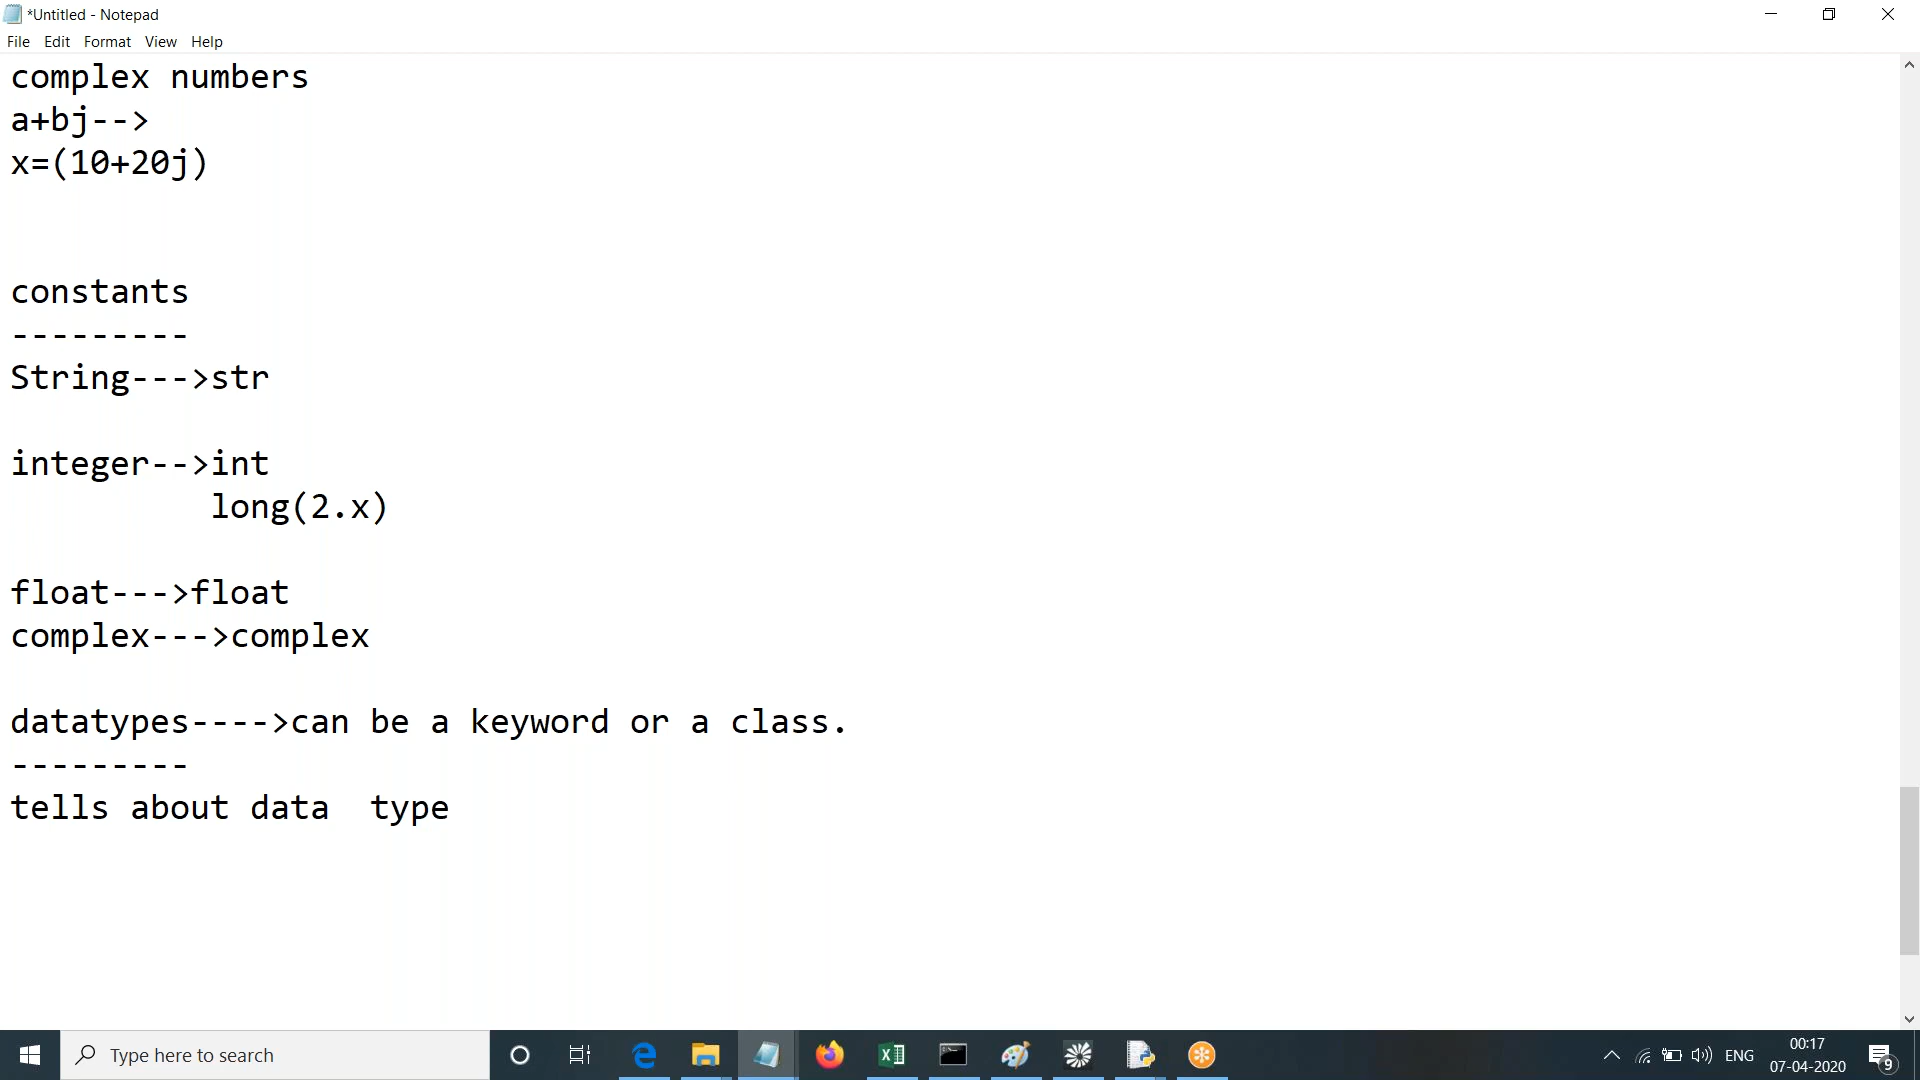 *Untitled - Notepad
File Edit Format View Help
complex numbers
a+bj-->
x=(10+20j)
constants
---------
String--->str
integer-->int
long(2.x)
float--->float
complex--->complex
datatypes---->can be a keyword or a class.
---------
tells about data  type
Type here to search
ENG
00:17
07-04-2020
9